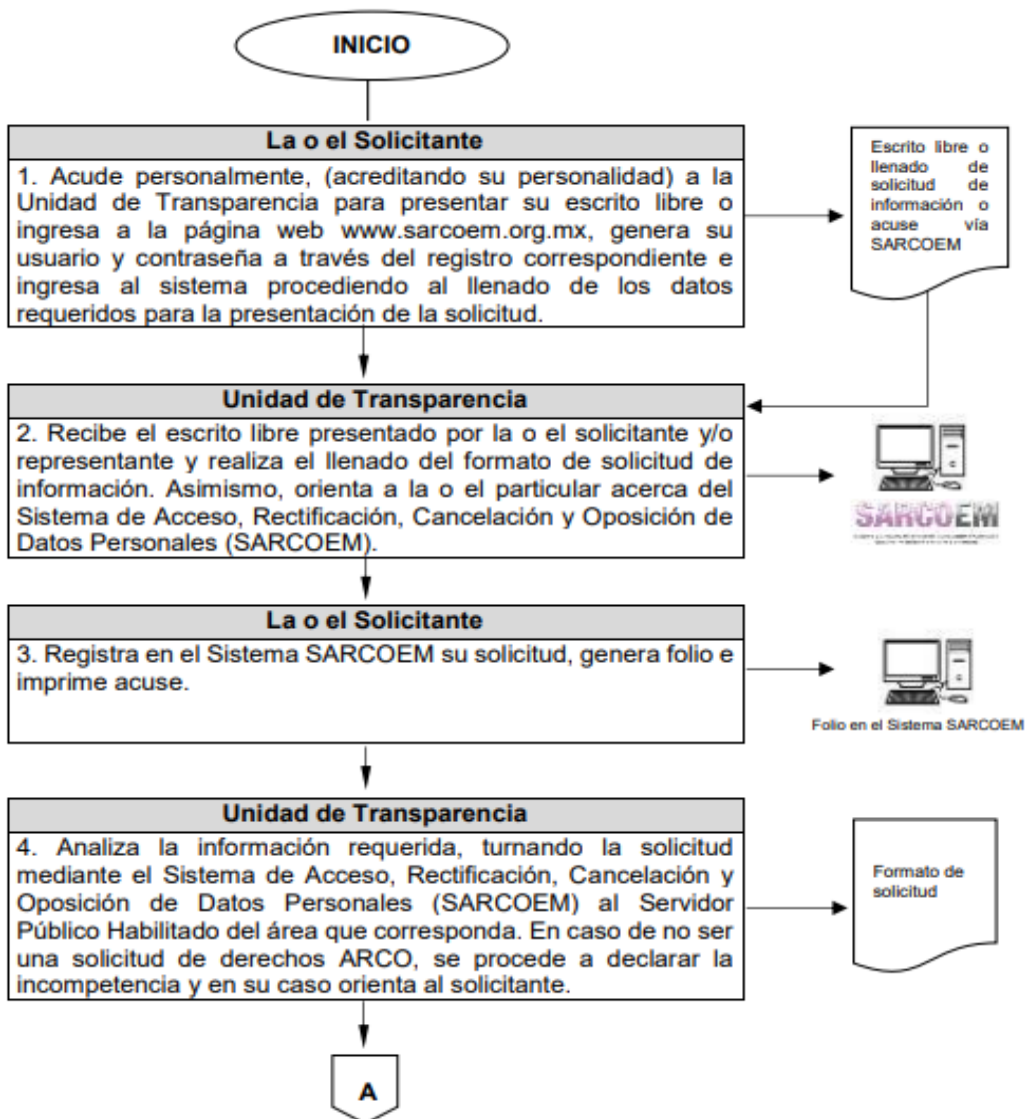 INICIO
La o el Solicitante
1. Acude personalmente, (acreditando su personalidad) a la
Unidad de Transparencia para presentar su escrito libre o
ingresa a la página web www.sarcoem.org.mx, genera su
usuario y contraseña a través del registro correspondiente e
ingresa al sistema procediendo al llenado de los datos
requeridos para la presentación de la solicitud.
Escrito libre o
llenado de
solicitud de
información o
acuse vía
SARCOEM
Unidad de Transparencia
2. Recibe el escrito libre presentado por la o el solicitante y/o
representante y realiza el llenado del formato de solicitud de
información. Asimismo, orienta a la o el particular acerca del
Sistema de Acceso, Rectificación, Cancelación y Oposición de
Datos Personales (SARCOEM).
SARCOEM
La o el Solicitante
3. Registra en el Sistema SARCOEM su solicitud, genera folio e
imprime acuse.
Folio en el Sistema SARCOEM
Unidad de Transparencia
4. Analiza la información requerida, turnando la solicitud
mediante el Sistema de Acceso, Rectificación, Cancelación y
Oposición de Datos Personales (SARCOEM) al Servidor
Público Habilitado del área que corresponda. En caso de no ser
una solicitud de derechos ARCO, se procede a declarar la
incompetencia y en su caso orienta al solicitante.
Formato de
solicitud
A